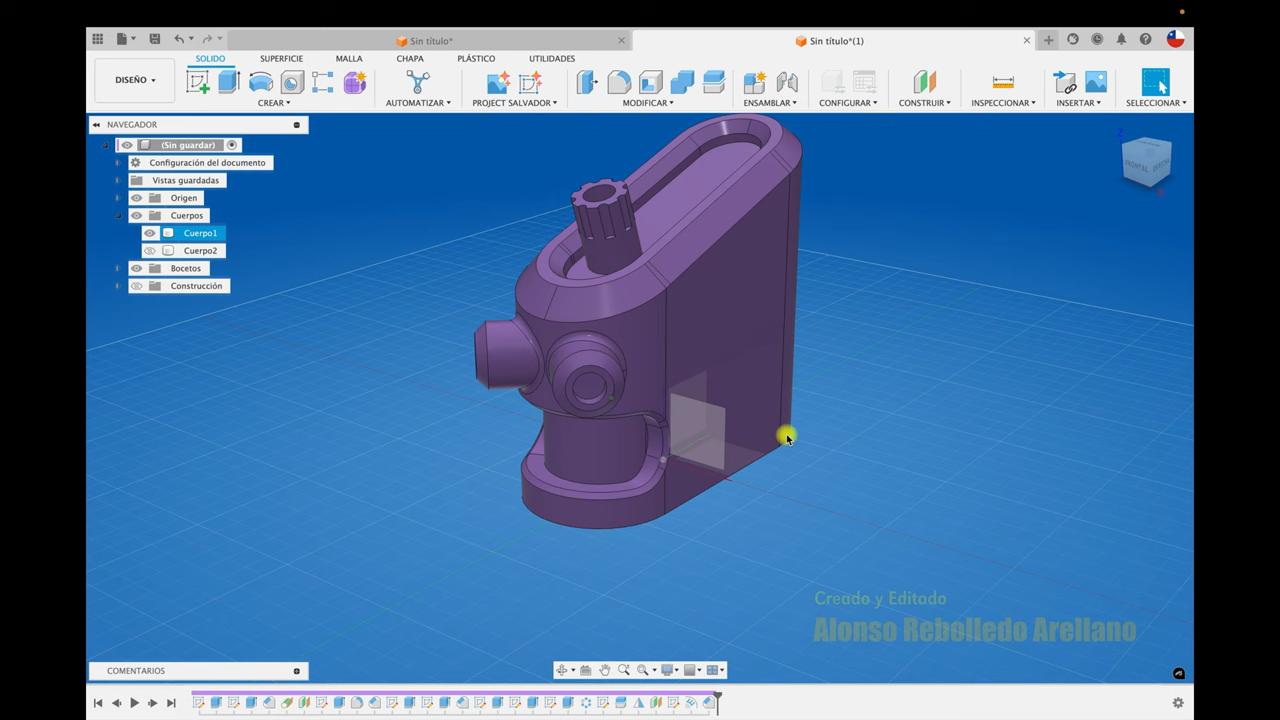 Sin título*
Sin título*(1)
DISEÑO
SOLIDO
SUPERFICIE
MALLA
CHAPA
PLÁSTICO
UTILIDADES
CREAR
AUTOMATIZAR
PROJECT SALVADOR
MODIFICAR
ENSAMBLAR
CONFIGURAR
CONSTRUIR
INSPECCIONAR
INSERTAR
SELECCIONAR
NAVEGADOR
(Sin guardar)
Configuración del documento
Vistas guardadas
Origen
Cuerpos
Cuerpo1
Cuerpo2
Bocetos
Construcción
Z
FRONTAL
Creado y Editado
Alonso Rebolledo Arellano
COMENTARIOS